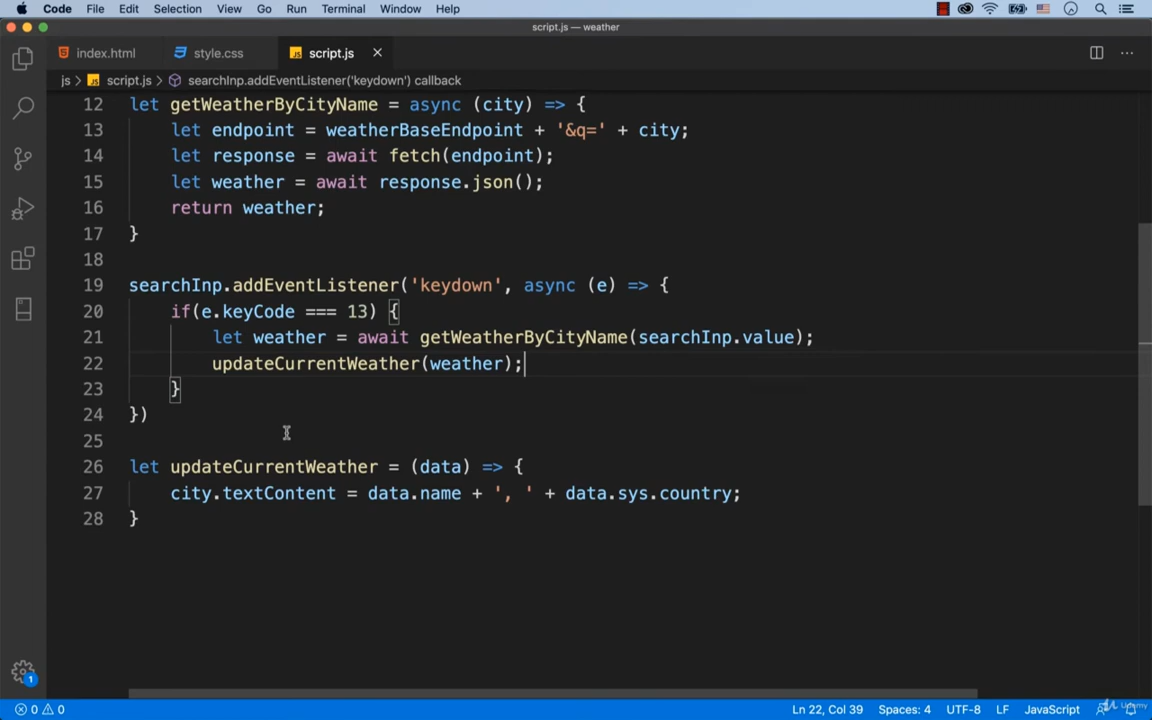 Code File Edit Selection View Go Run Terminal Window Help
script.js — weather
index.html style.css script.js
js > script.js > searchInp.addEventListener('keydown') callback
12 let getWeatherByCityName = async (city) => {
13 let endpoint = weatherBaseEndpoint + '&q=' + city;
14 let response = await fetch(endpoint);
15 let weather = await response.json();
16 return weather;
17 }
18
19 searchInp.addEventListener('keydown', async (e) => {
20 if(e.keyCode === 13) {
21 let weather = await getWeatherByCityName(searchInp.value);
22 updateCurrentWeather(weather);
23 }
24 })
25
26 let updateCurrentWeather = (data) => {
27 city.textContent = data.name + ', ' + data.sys.country;
28 }
1
0 0 Ln 22, Col 39 Spaces: 4 UTF-8 LF JavaScript
Udemy